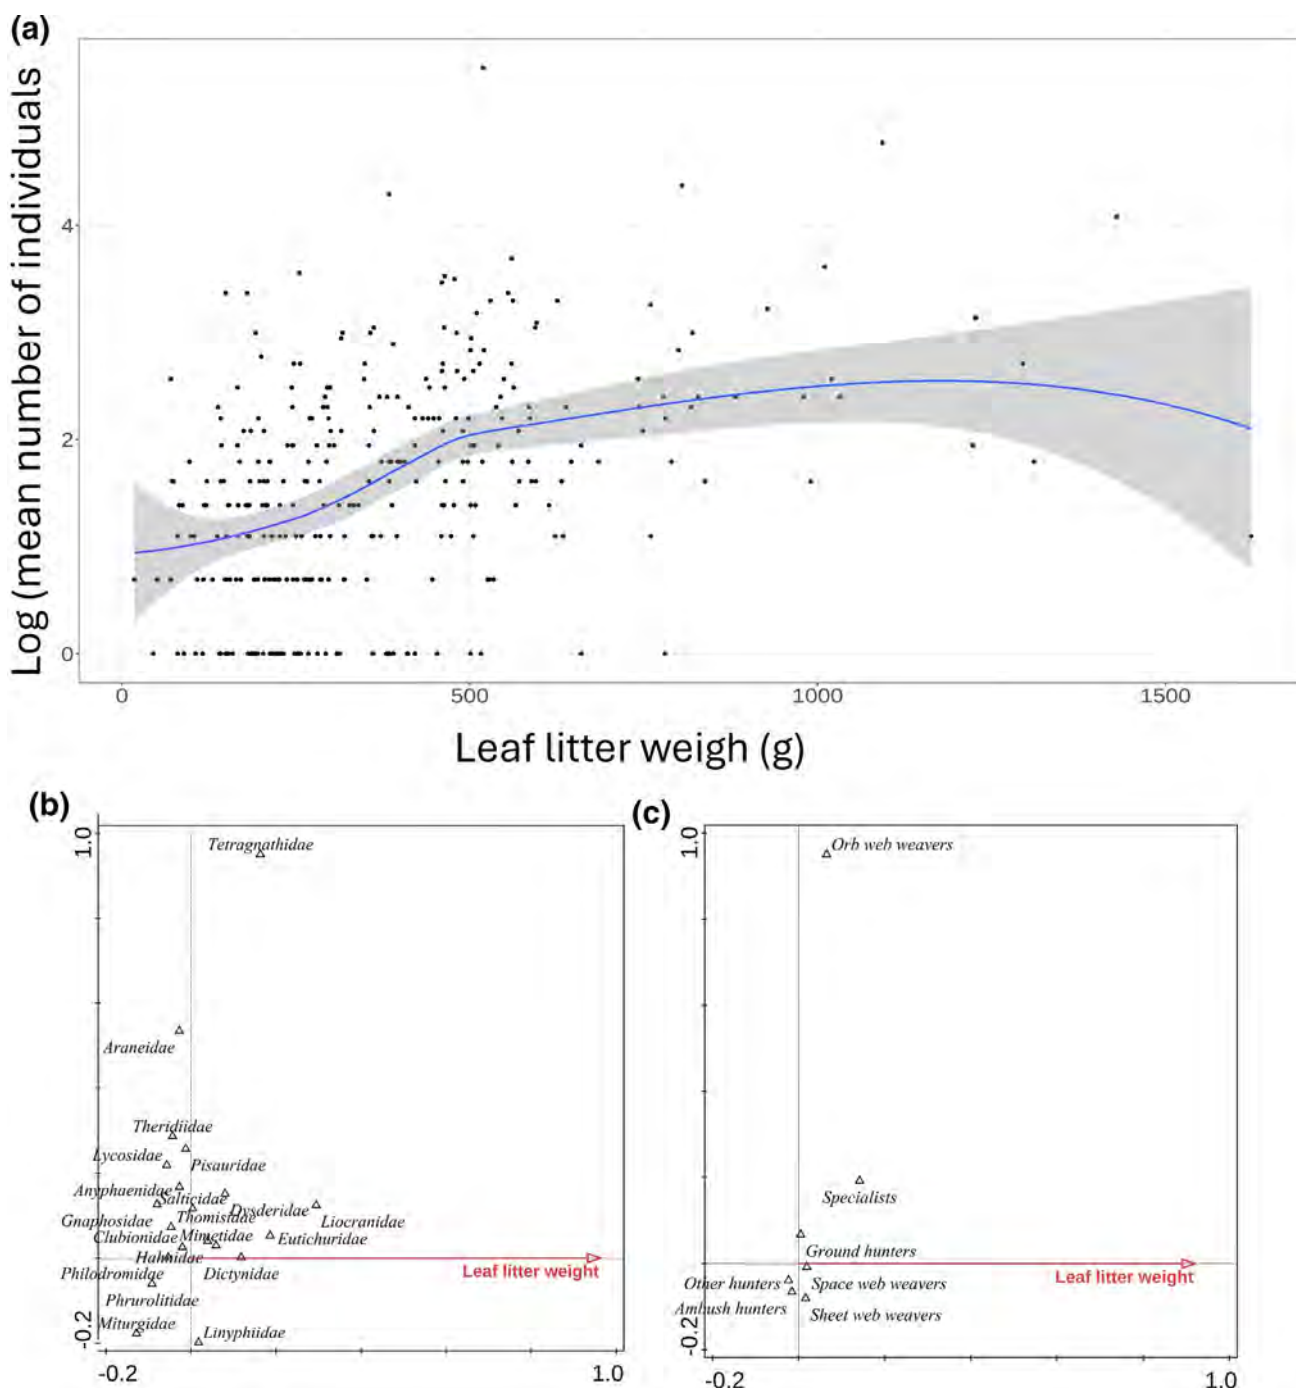 (a)
Log (mean number of individuals
4
2
0
0 500 1000 1500
Leaf litter weigh (g)
(b)
1.0
Tetragnathidae
Araneidae
Theridiidae
Lycosidae
Pisauridae
Anyphaenidae
Salticidae
Dysderidae
Liocranidae
Gnaphosidae
Thomisidae
Clubionidae
Mimetidae
Eutichuridae
Hahniidae
Leaf litter weight
Philodromidae
Dictynidae
Phrurolitidae
Miturgidae
Linyphiidae
-0.2
-0.2 1.0
(c)
1.0
Orb web weavers
Specialists
Ground hunters
Leaf litter weight
Other hunters
Space web weavers
Ambush hunters
Sheet web weavers
-0.2
-0.2 1.0